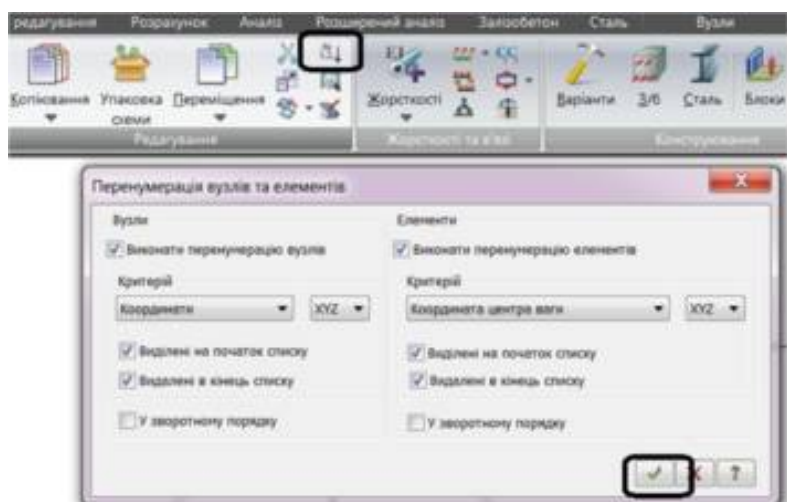 редагування Розрахунок Аналіз Розширений аналіз Залізобетон Сталь Вузли
Копіювання Упаковка схеми Переміщення Жорсткості Варіанти З/б Сталь Блоки
Редагування Жорсткості та в'язі Конструювання
Перенумерація вузлів та елементів
Вузли Елементи
Виконати перенумерацію вузлів Виконати перенумерацію елементів
Критерій Критерій
Координати XYZ Координата центра ваги XYZ
Виділені на початок списку Виділені на початок списку
Видалені в кінець списку Видалені в кінець списку
У зворотному порядку У зворотному порядку